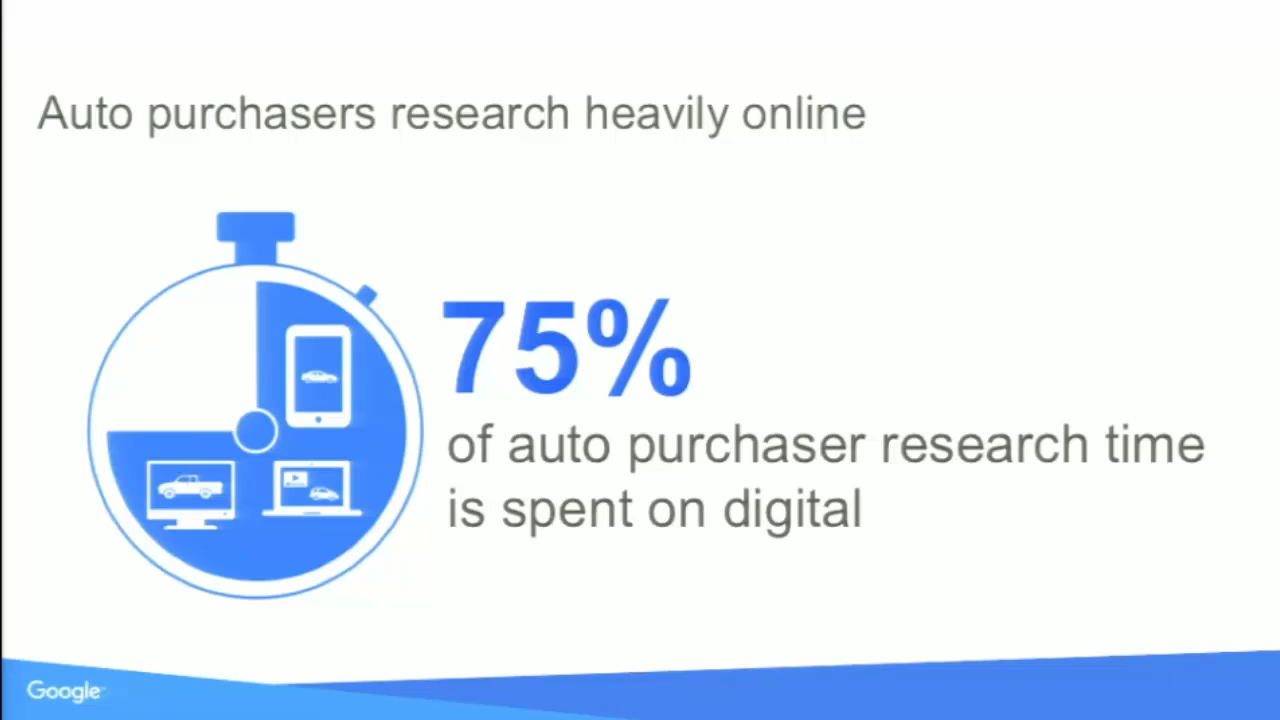 Auto purchasers research heavily online
75%
of auto purchaser research time
is spent on digital
Google